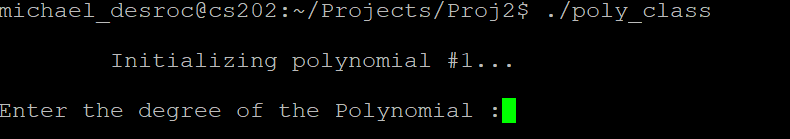 michael_desroc@cs202:~/Projects/Proj2$ ./poly_class
Initializing polynomial #1...
Enter the degree of the Polynomial :